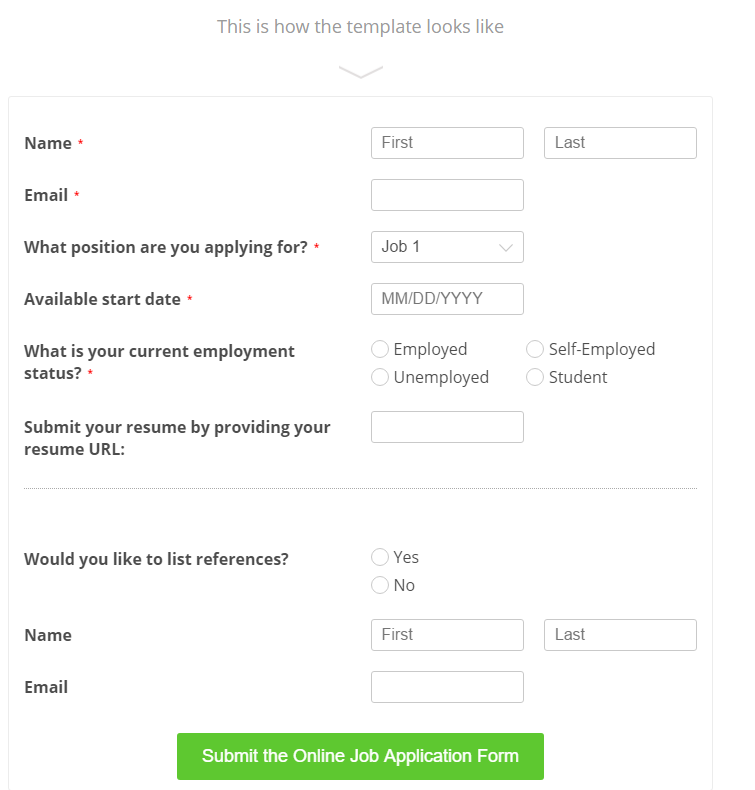 This is how the template looks like
Name * First Last
Email *
What position are you applying for? * Job 1
Available start date * MM/DD/YYYY
What is your current employment
status? *
Employed Self-Employed
Unemployed Student
Submit your resume by providing your
resume URL:
Would you like to list references? Yes
No
Name First Last
Email
Submit the Online Job Application Form